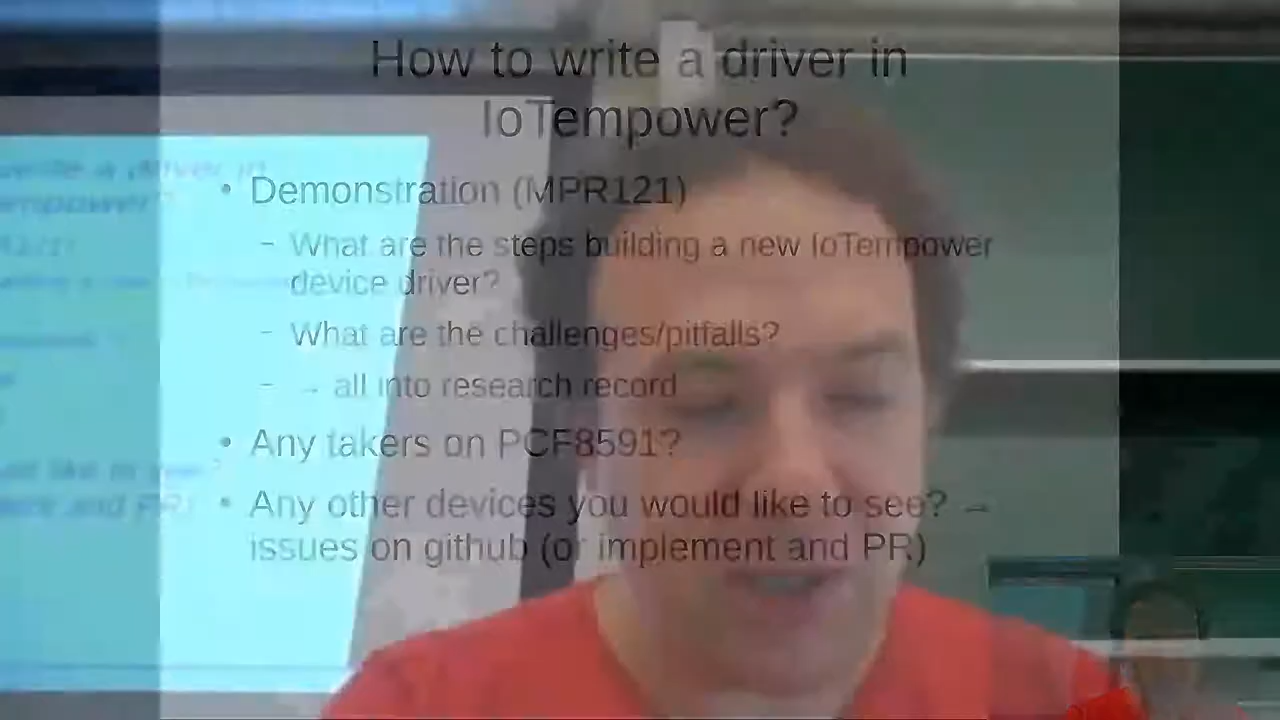 How to write a driver in
IoTempower?
• Demonstration (MPR121)
– What are the steps building a new IoTempower
device driver?
– What are the challenges/pitfalls?
– → all into research record
• Any takers on PCF8591?
• Any other devices you would like to see? →
issues on github (or implement and PR)